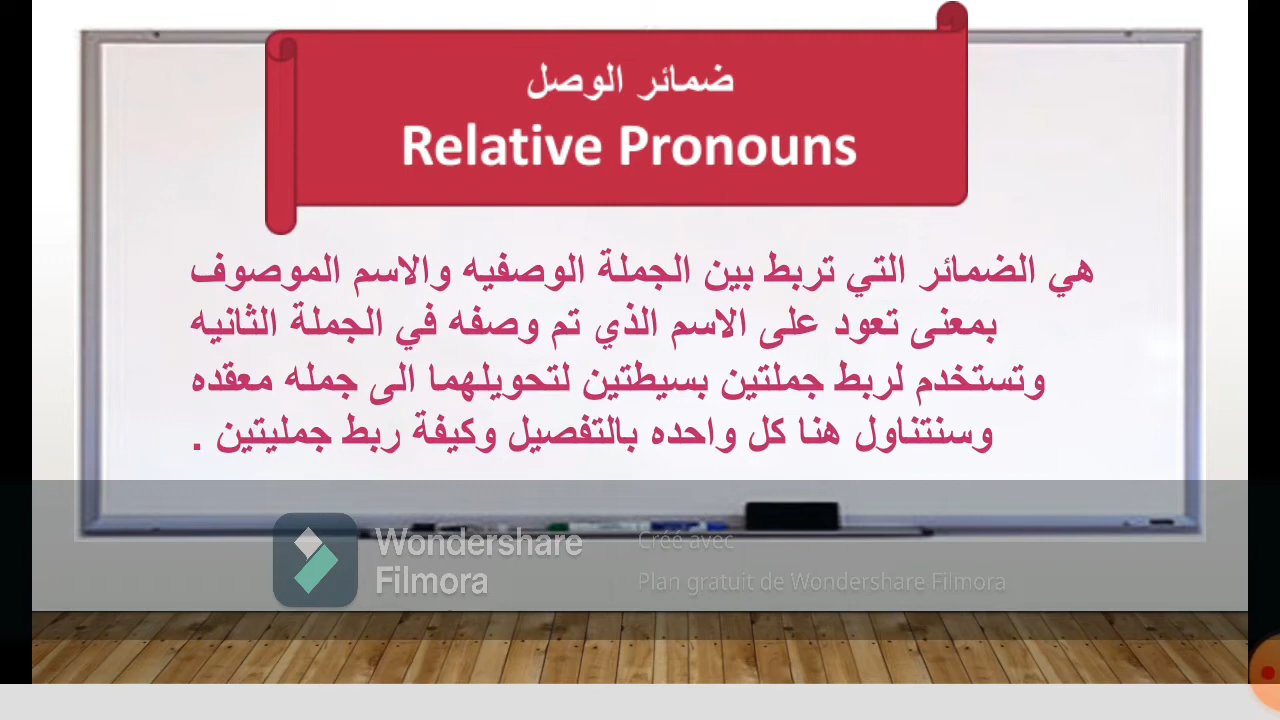 ضمائر الوصل
Relative Pronouns
هي الضمائر التي تربط بين الجملة الوصفيه والاسم الموصوف
بمعنى تعود على الاسم الذي تم وصفه في الجملة الثانيه
وتستخدم لربط جملتين بسيطتين لتحويلهما الى جمله معقده
وسنتناول هنا كل واحده بالتفصيل وكيفة ربط جمليتين .
Wondershare
Filmora
Créé avec
Plan gratuit de Wondershare Filmora